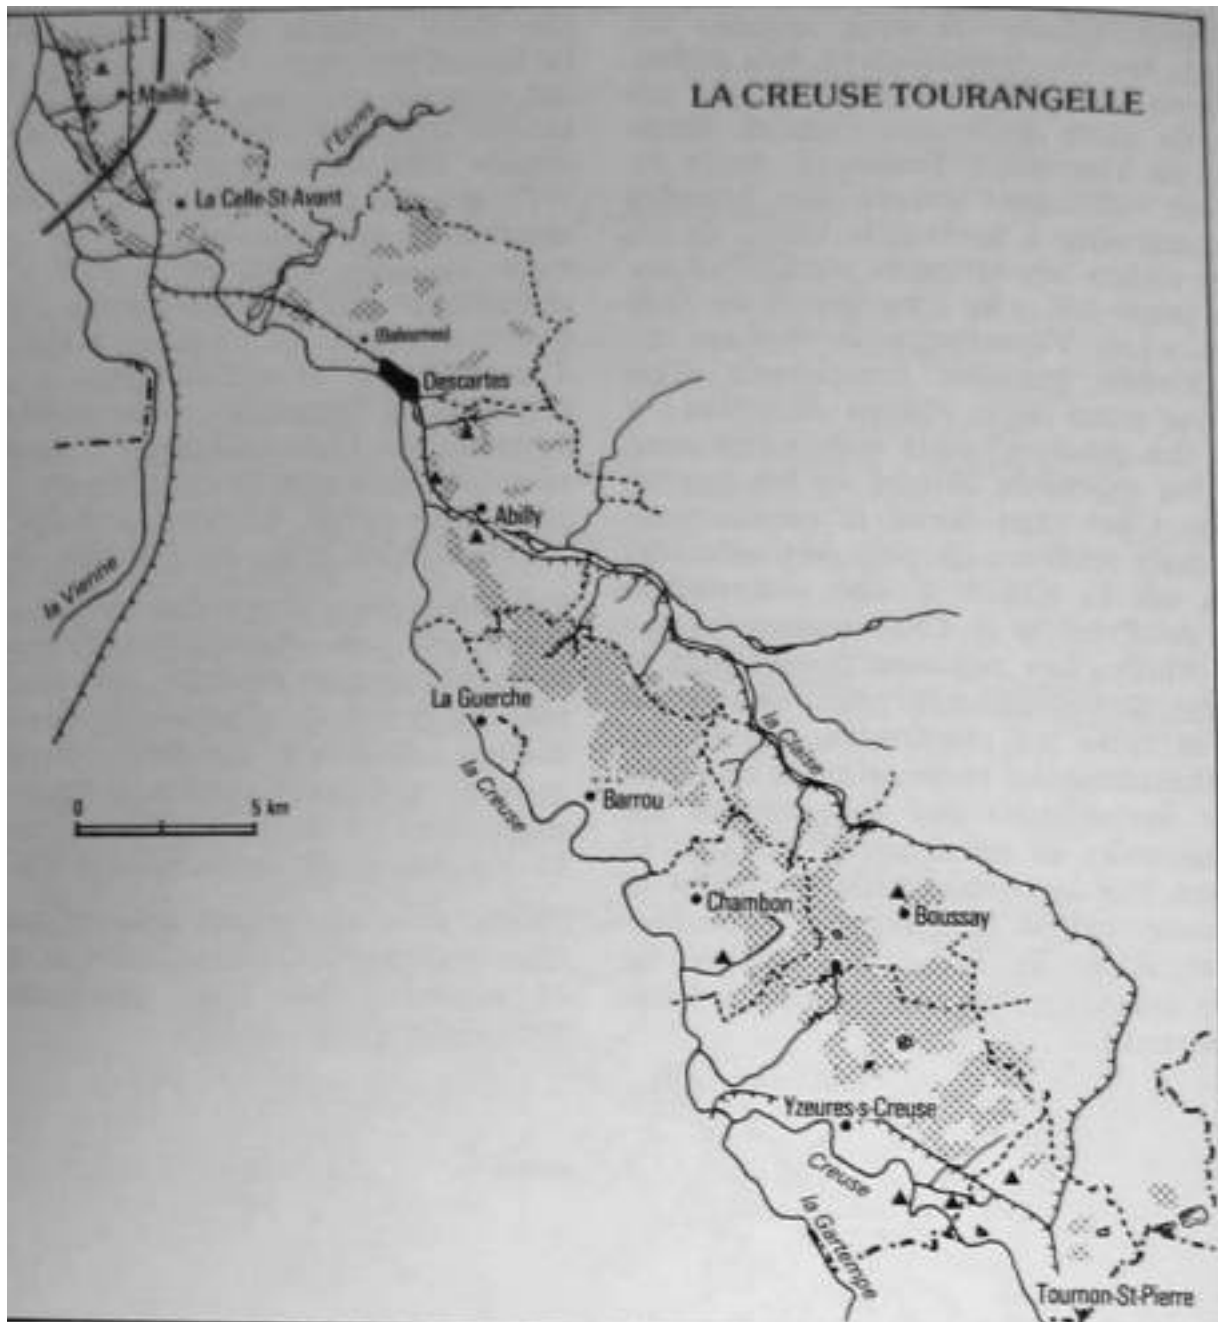 LA CREUSE TOURANGELLE
Maillé
l'Esves
La Celle-St-Avant
(Balesmes)
Descartes
Abilly
la Vienne
La Guerche
la Creuse
la Claise
0 5 km
Barrou
Chambon
Boussay
Yzeures-s-Creuse
Creuse
la Gartempe
Tournon-St-Pierre